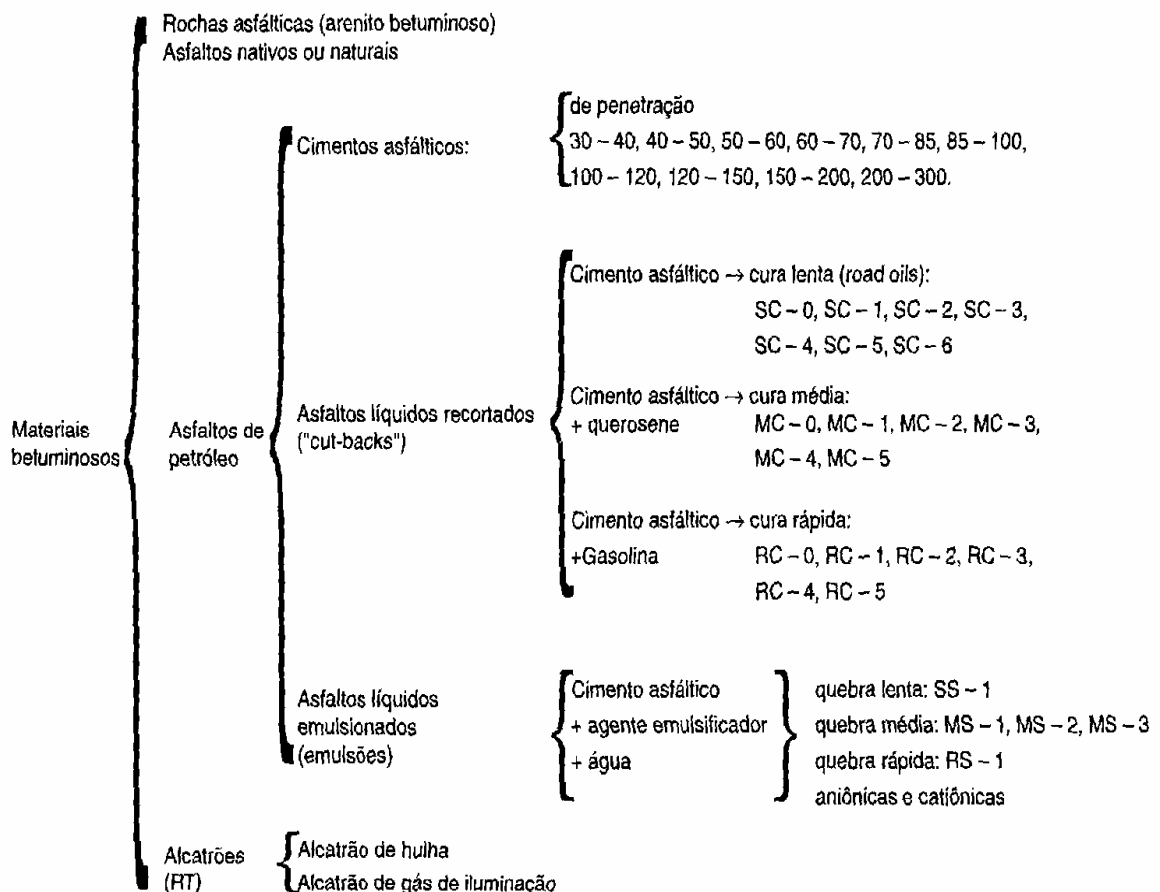 Rochas asfálticas (arenito betuminoso)
Asfaltos nativos ou naturais
Cimentos asfálticos:
de penetração
30 – 40, 40 – 50, 50 – 60, 60 – 70, 70 – 85, 85 – 100,
100 – 120, 120 – 150, 150 – 200, 200 – 300.
Materiais
betuminosos
Asfaltos de
petróleo
Asfaltos líquidos recortados
("cut-backs")
Cimento asfáltico → cura lenta (road oils):
SC – 0, SC – 1, SC – 2, SC – 3,
SC – 4, SC – 5, SC – 6
Cimento asfáltico → cura média:
+ querosene MC – 0, MC – 1, MC – 2, MC – 3,
MC – 4, MC – 5
Cimento asfáltico → cura rápida:
+Gasolina RC – 0, RC – 1, RC – 2, RC – 3,
RC – 4, RC – 5
Asfaltos líquidos
emulsionados
(emulsões)
Cimento asfáltico
+ agente emulsificador
+ água
quebra lenta: SS – 1
quebra média: MS – 1, MS – 2, MS – 3
quebra rápida: RS – 1
aniônicas e catiônicas
Alcatrões
(RT)
Alcatrão de hulha
Alcatrão de gás de iluminação